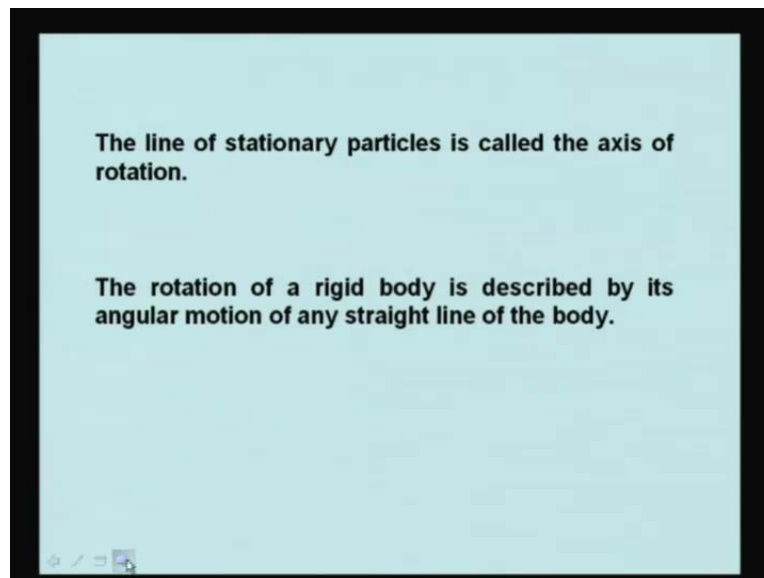 The line of stationary particles is called the axis of
rotation.
The rotation of a rigid body is described by its
angular motion of any straight line of the body.